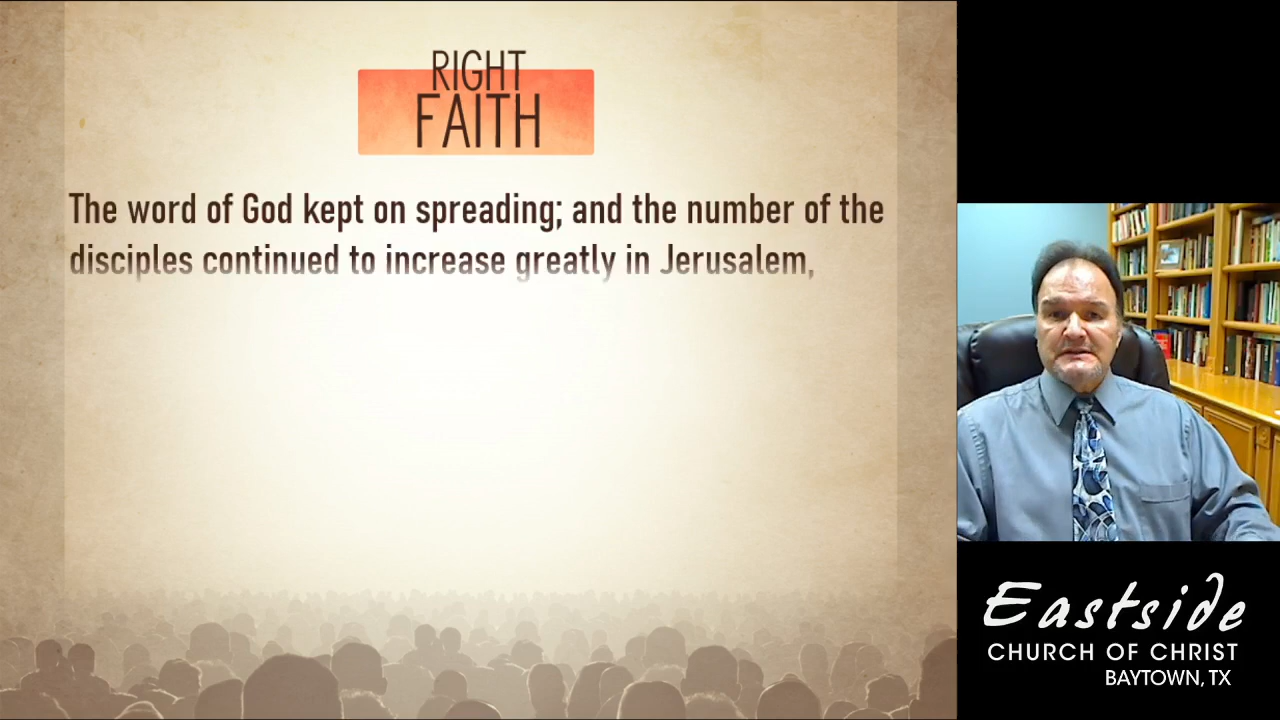 RIGHT
FAITH
The word of God kept on spreading; and the number of the
disciples continued to increase greatly in Jerusalem,
Eastside
CHURCH OF CHRIST
BAYTOWN, TX